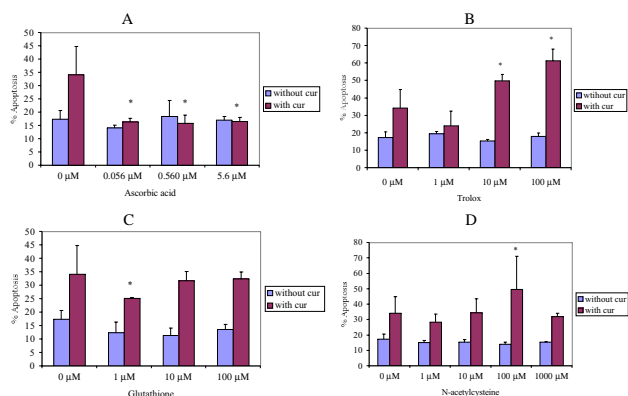 A
50
45
40
35
30
25
20
15
10
5
0
% Apoptosis
*
*
*
0 µM
0.056 µM
0.560 µM
5.6 µM
Ascorbic acid
without cur
with cur
B
80
70
60
50
40
30
20
10
0
% Apoptosis
*
*
0 µM
1 µM
10 µM
100 µM
Trolox
wtihout cur
with cur
C
50
45
40
35
30
25
20
15
10
5
0
% Apoptosis
*
0 µM
1 µM
10 µM
100 µM
Glutathione
without cur
with cur
D
80
70
60
50
40
30
20
10
0
% Apoptosis
*
0 µM
1 µM
10 µM
100 µM
1000 µM
N-acetylcysteine
without cur
with cur